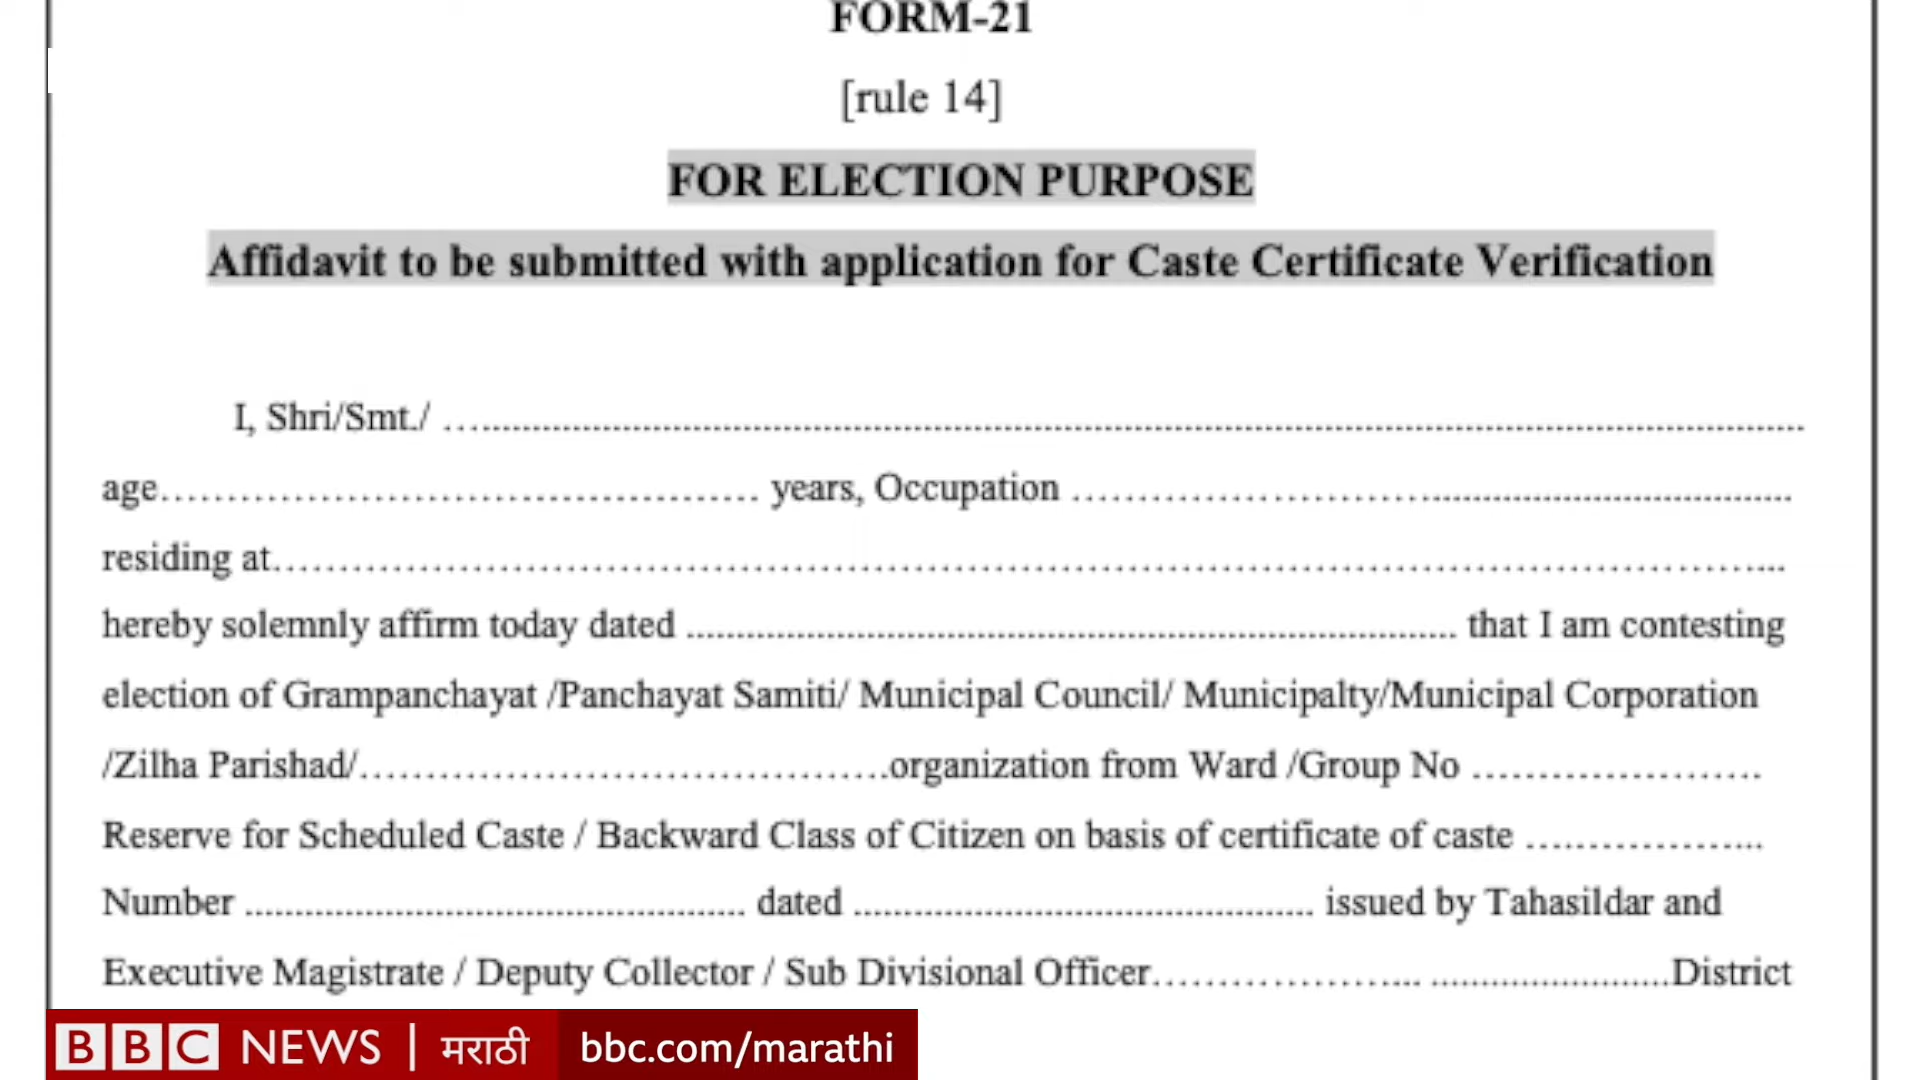 FORM-21
[rule 14]
FOR ELECTION PURPOSE
Affidavit to be submitted with application for Caste Certificate Verification
I, Shri/Smt./ ........................................................................
age............................................ years, Occupation ............................................
residing at........................................................................................................
hereby solemnly affirm today dated ............................................................ that I am contesting
election of Grampanchayat /Panchayat Samiti/ Municipal Council/ Municipalty/Municipal Corporation
/Zilha Parishad/........................................organization from Ward /Group No ......................
Reserve for Scheduled Caste / Backward Class of Citizen on basis of certificate of caste ..................
Number .................................................. dated .............................................. issued by Tahasildar and
Executive Magistrate / Deputy Collector / Sub Divisional Officer.................... ........................District
BBC NEWS | मराठी bbc.com/marathi